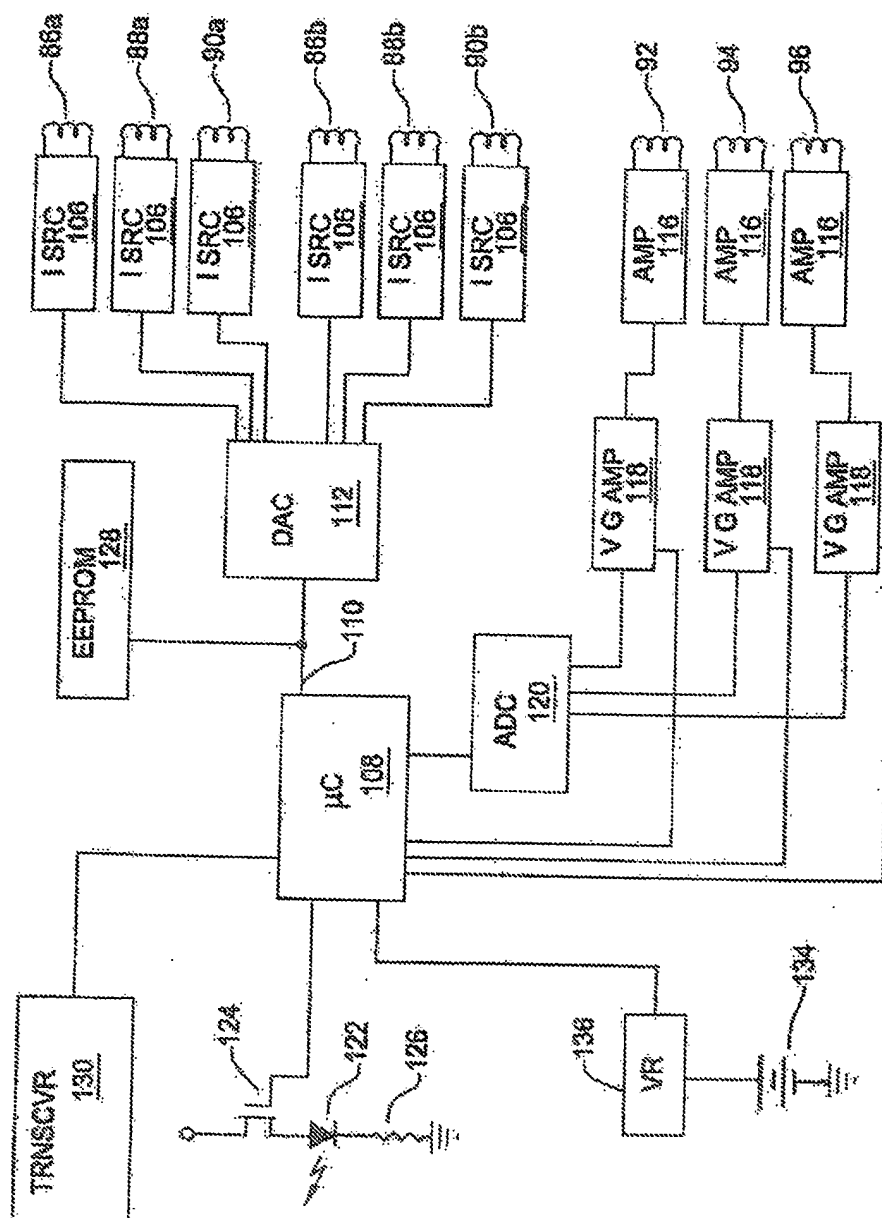 TRNSCVR
130
124
122
126
136
VR
134
µC
108
110
EEPROM
128
DAC
112
ADC
120
I SRC
106
86a
I SRC
106
88a
I SRC
106
90a
I SRC
106
86b
I SRC
106
88b
I SRC
106
90b
V G AMP
118
V G AMP
118
V G AMP
118
AMP
116
92
AMP
116
94
AMP
116
96